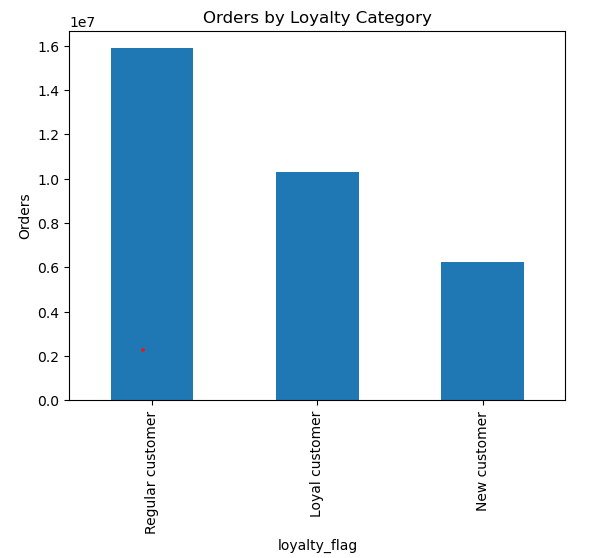 Orders by Loyalty Category
1e7
1.6
1.4
1.2
1.0
0.8
0.6
0.4
0.2
0.0
Orders
Regular customer
Loyal customer
New customer
loyalty_flag